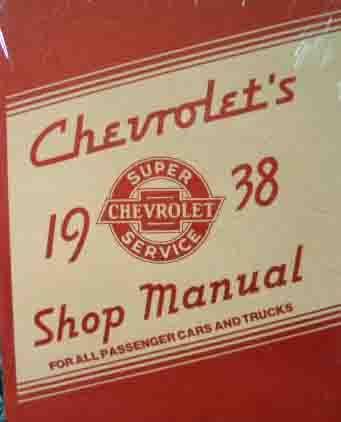 Chevrolet's
SUPER
19 CHEVROLET 38
SERVICE
Shop Manual
FOR ALL PASSENGER CARS AND TRUCKS